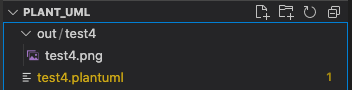 PLANT_UML
out / test4
test4.png
test4.plantuml 1